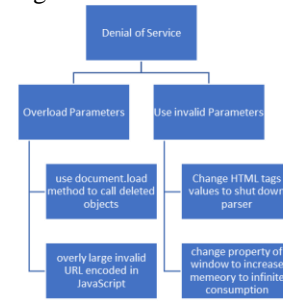 Denial of Service
Overload Parameters
Use invalid Parameters
use document.load
method to call deleted
objects
Change HTML tags
values to shut down
parser
overly large invalid
URL encoded in
JavaScript
change property of
window to increase
memeory to infinite
consumption